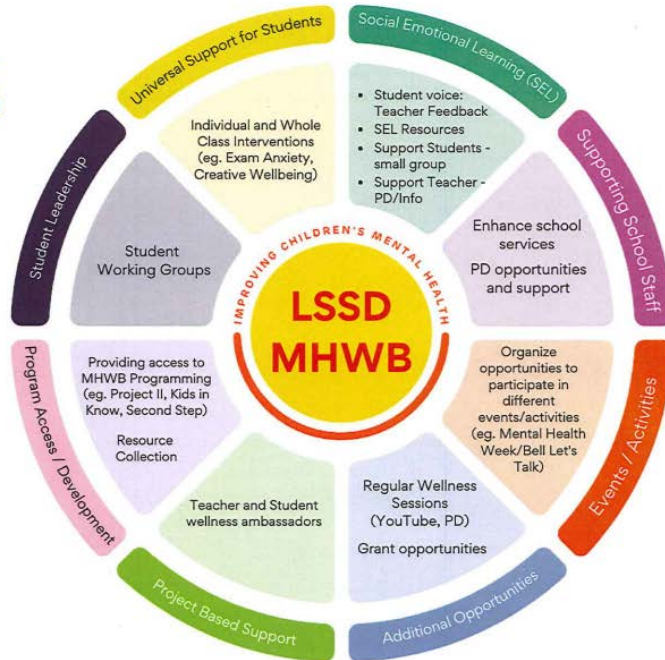 Universal Support for Students
Individual and Whole
Class Interventions
(eg. Exam Anxiety,
Creative Wellbeing)
Social Emotional Learning (SEL)
• Student voice:
Teacher Feedback
• SEL Resources
• Support Students -
small group
• Support Teacher -
PD/Info
Supporting School Staff
Enhance school
services
PD opportunities
and support
Events / Activities
Organize
opportunities to
participate in
different
events/activities
(eg. Mental Health
Week/Bell Let's
Talk)
Additional Opportunities
Regular Wellness
Sessions
(YouTube, PD)
Grant opportunities
Project Based Support
Teacher and Student
wellness ambassadors
Program Access / Development
Providing access to
MHWB Programming
(eg. Project II, Kids in
Know, Second Step)
Resource
Collection
Student Leadership
Student
Working Groups
IMPROVING CHILDREN'S MENTAL HEALTH
LSSD
MHWB